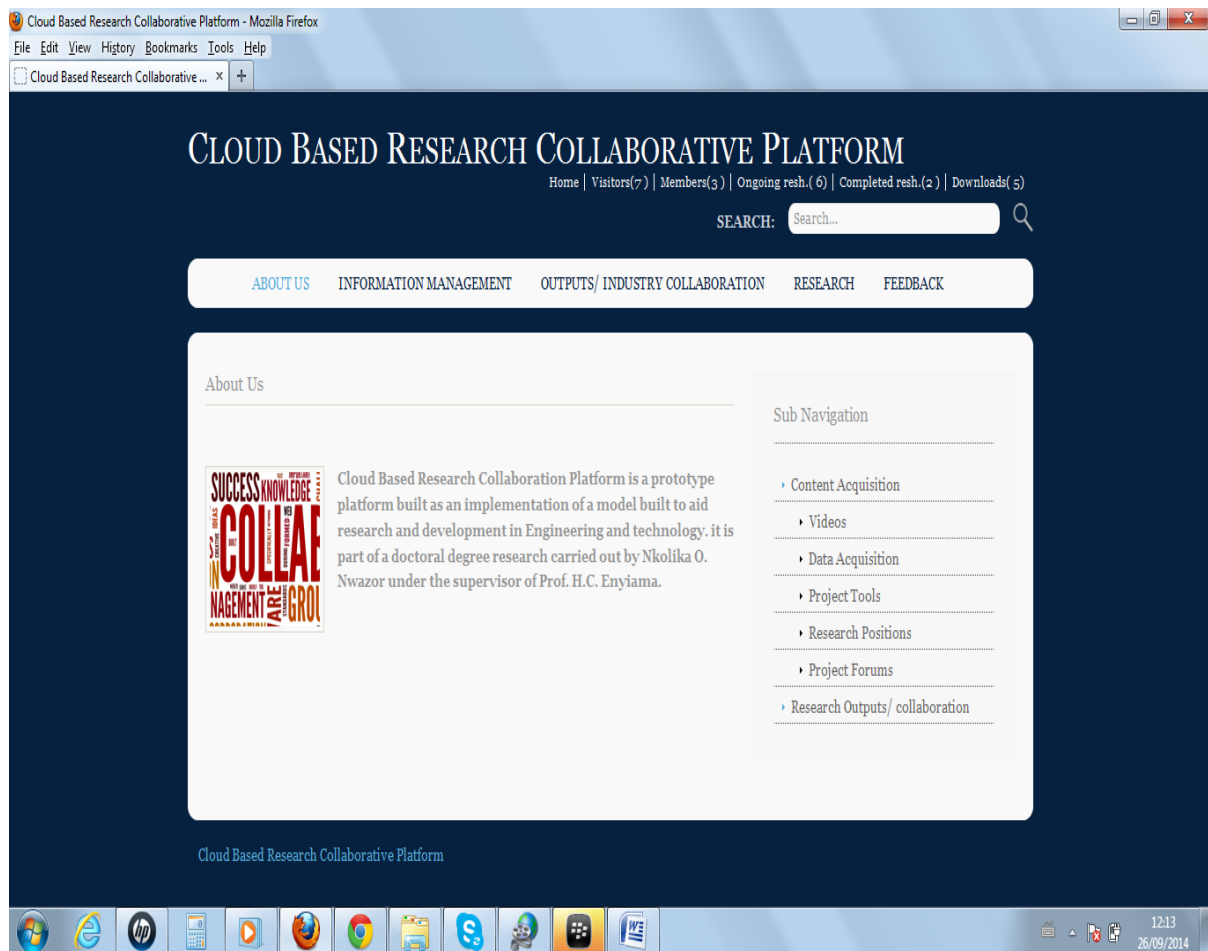 Cloud Based Research Collaborative Platform - Mozilla Firefox
File Edit View History Bookmarks Tools Help
Cloud Based Research Collaborative ... x +
CLOUD BASED RESEARCH COLLABORATIVE PLATFORM
Home | Visitors(7 ) | Members(3 ) | Ongoing resh.( 6) | Completed resh.(2 ) | Downloads( 5)
SEARCH: Search...
ABOUT US INFORMATION MANAGEMENT OUTPUTS/ INDUSTRY COLLABORATION RESEARCH FEEDBACK
About Us
SUCCESS KNOWLEDGE
COLLAB
NAGEMENT ARE GROU
Cloud Based Research Collaboration Platform is a prototype
platform built as an implementation of a model built to aid
research and development in Engineering and technology. it is
part of a doctoral degree research carried out by Nkolika O.
Nwazor under the supervisor of Prof. H.C. Enyiama.
Sub Navigation
Content Acquisition
Videos
Data Acquisition
Project Tools
Research Positions
Project Forums
Research Outputs/ collaboration
Cloud Based Research Collaborative Platform
hp
12:13
26/09/2014